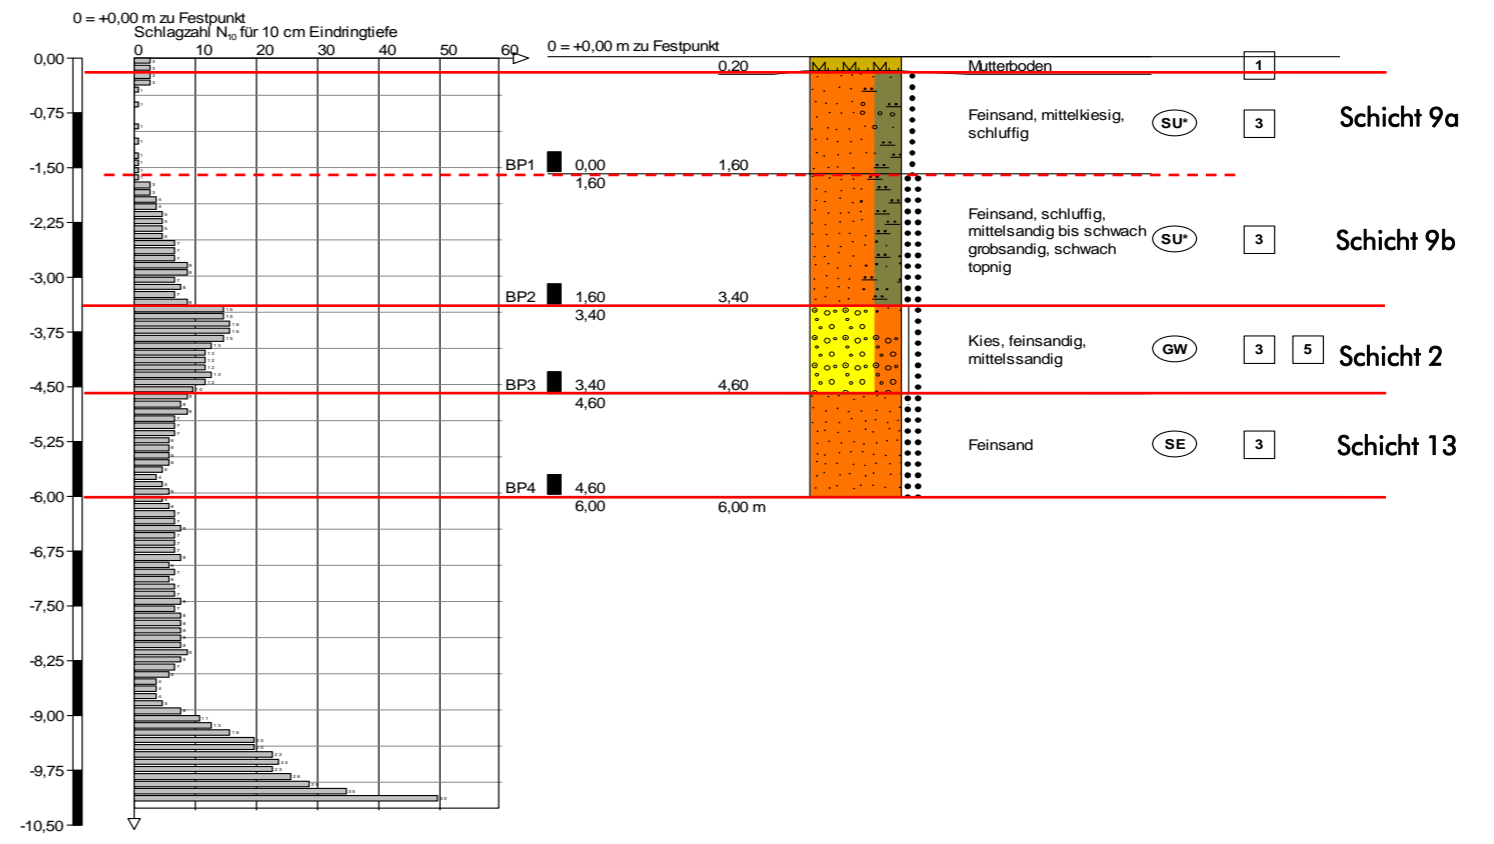 0 = +0,00 m zu Festpunkt
Schlagzahl N10 für 10 cm Eindringtiefe
0 10 20 30 40 50 60
0,00
-0,75
-1,50
-2,25
-3,00
-3,75
-4,50
-5,25
-6,00
-6,75
-7,50
-8,25
-9,00
-9,75
-10,50
0 = +0,00 m zu Festpunkt
0,20 M M M Mutterboden 1
Feinsand, mittelkiesig,
schluffig
SU* 3 Schicht 9a
BP1 0,00 1,60
1,60
Feinsand, schluffig,
mittelsandig bis schwach
grobsandig, schwach
topnig
SU* 3 Schicht 9b
BP2 1,60 3,40
3,40
Kies, feinsandig,
mittelssandig
GW 3 5 Schicht 2
BP3 3,40 4,60
4,60
Feinsand SE 3 Schicht 13
BP4 4,60
6,00 6,00 m